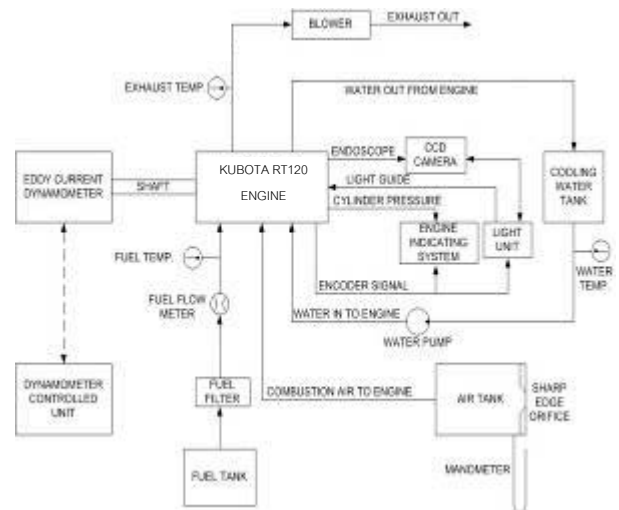 BLOWER
EXHAUST OUT
EXHAUST TEMP.
WATER OUT FROM ENGINE
EDDY CURRENT
DYNAMOMETER
SHAFT
KUBOTA RT120
ENGINE
ENDOSCOPE
CCD
CAMERA
LIGHT GUIDE
CYLINDER PRESSURE
COOLING
WATER
TANK
ENGINE
INDICATING
SYSTEM
LIGHT
UNIT
FUEL TEMP.
WATER
TEMP.
ENCODER SIGNAL
FUEL FLOW
METER
WATER IN TO ENGINE
WATER PUMP
DYNAMOMETER
CONTROLLED
UNIT
FUEL
FILTER
COMBUSTION AIR TO ENGINE
AIR TANK
SHARP
EDGE
ORIFICE
FUEL TANK
MANOMETER